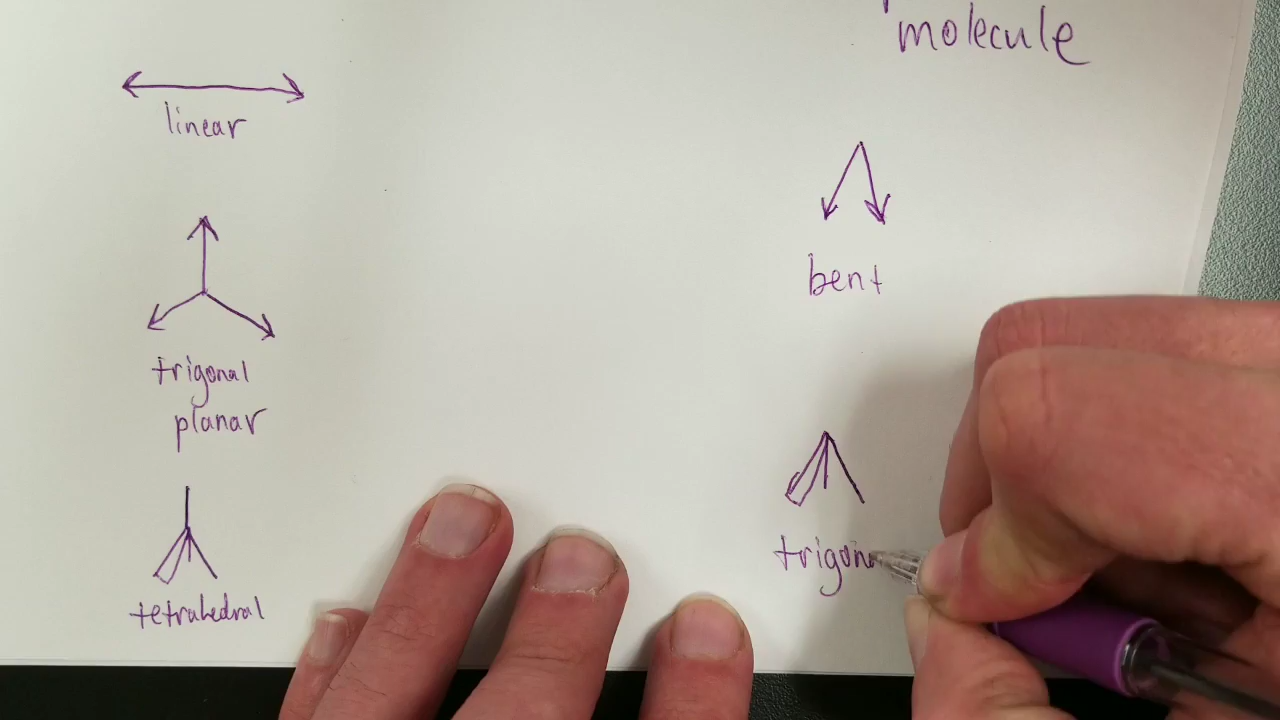 molecule
linear
bent
trigonal
planar
tetrahedral